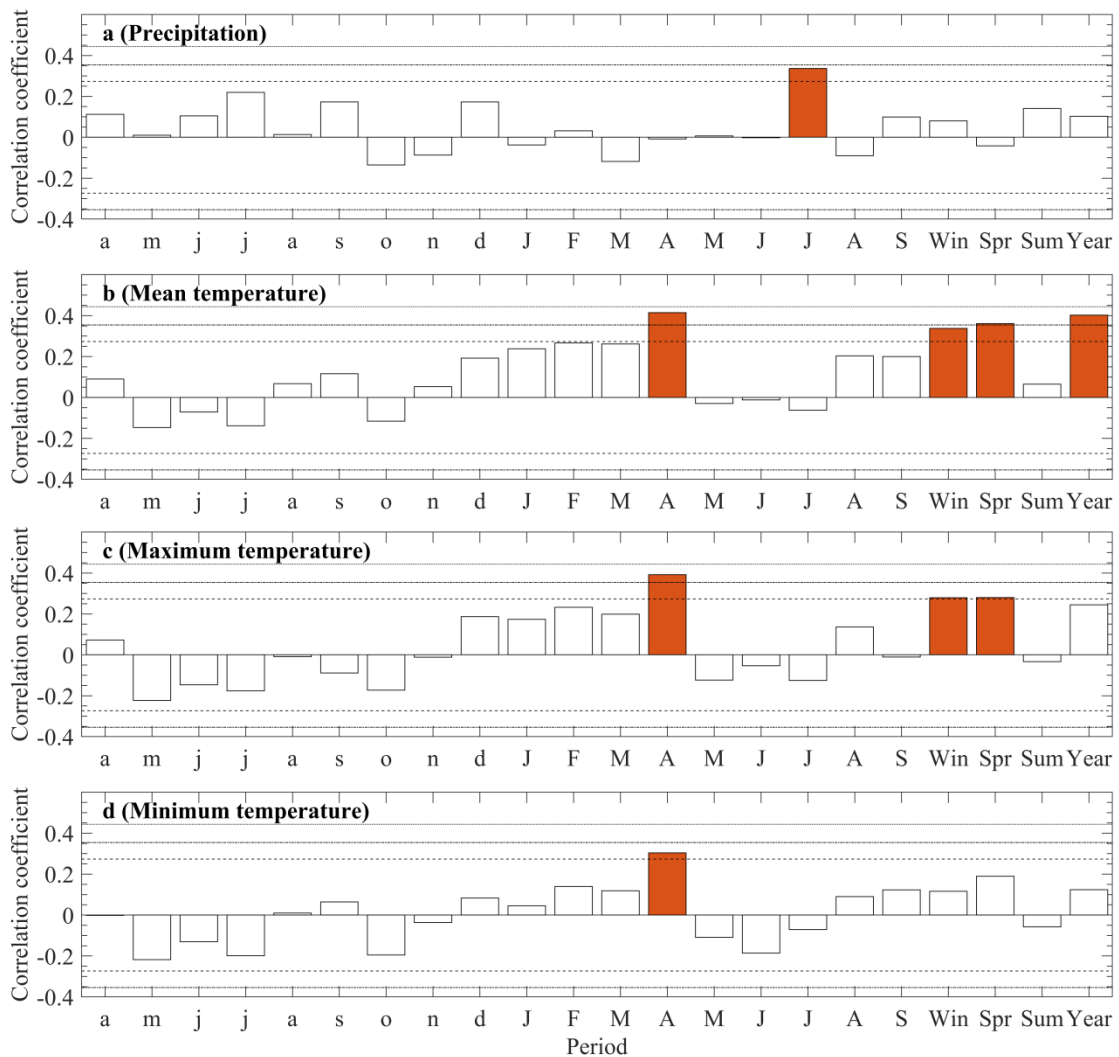 a (Precipitation)
Correlation coefficient
0.4
0.2
0
-0.2
-0.4
a m j j a s o n d J F M A M J J A S Win Spr Sum Year
b (Mean temperature)
Correlation coefficient
0.4
0.2
0
-0.2
-0.4
a m j j a s o n d J F M A M J J A S Win Spr Sum Year
c (Maximum temperature)
Correlation coefficient
0.4
0.2
0
-0.2
-0.4
a m j j a s o n d J F M A M J J A S Win Spr Sum Year
d (Minimum temperature)
Correlation coefficient
0.4
0.2
0
-0.2
-0.4
a m j j a s o n d J F M A M J J A S Win Spr Sum Year
Period